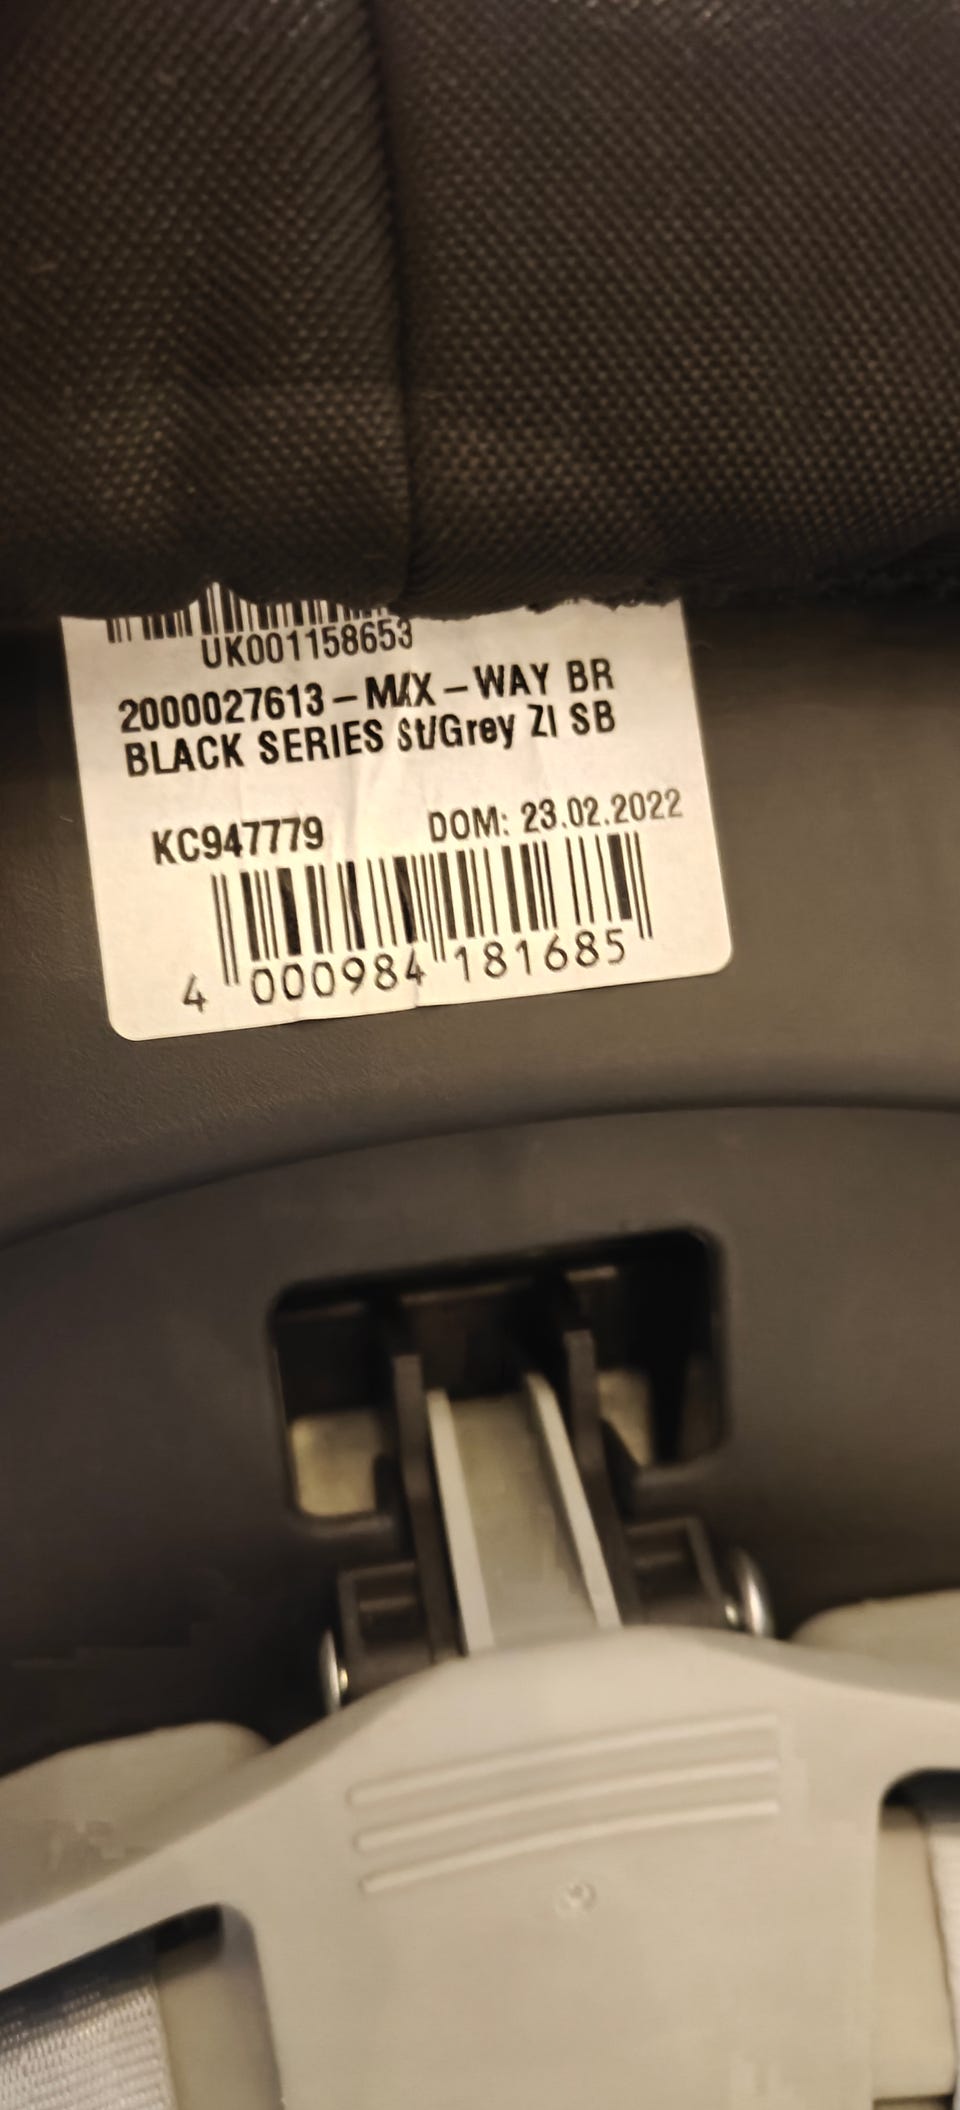 UK001158653
2000027613 – MAX – WAY BR
BLACK SERIES St/Grey ZI SB
KC947779 DOM: 23.02.2022
4 000984 181685